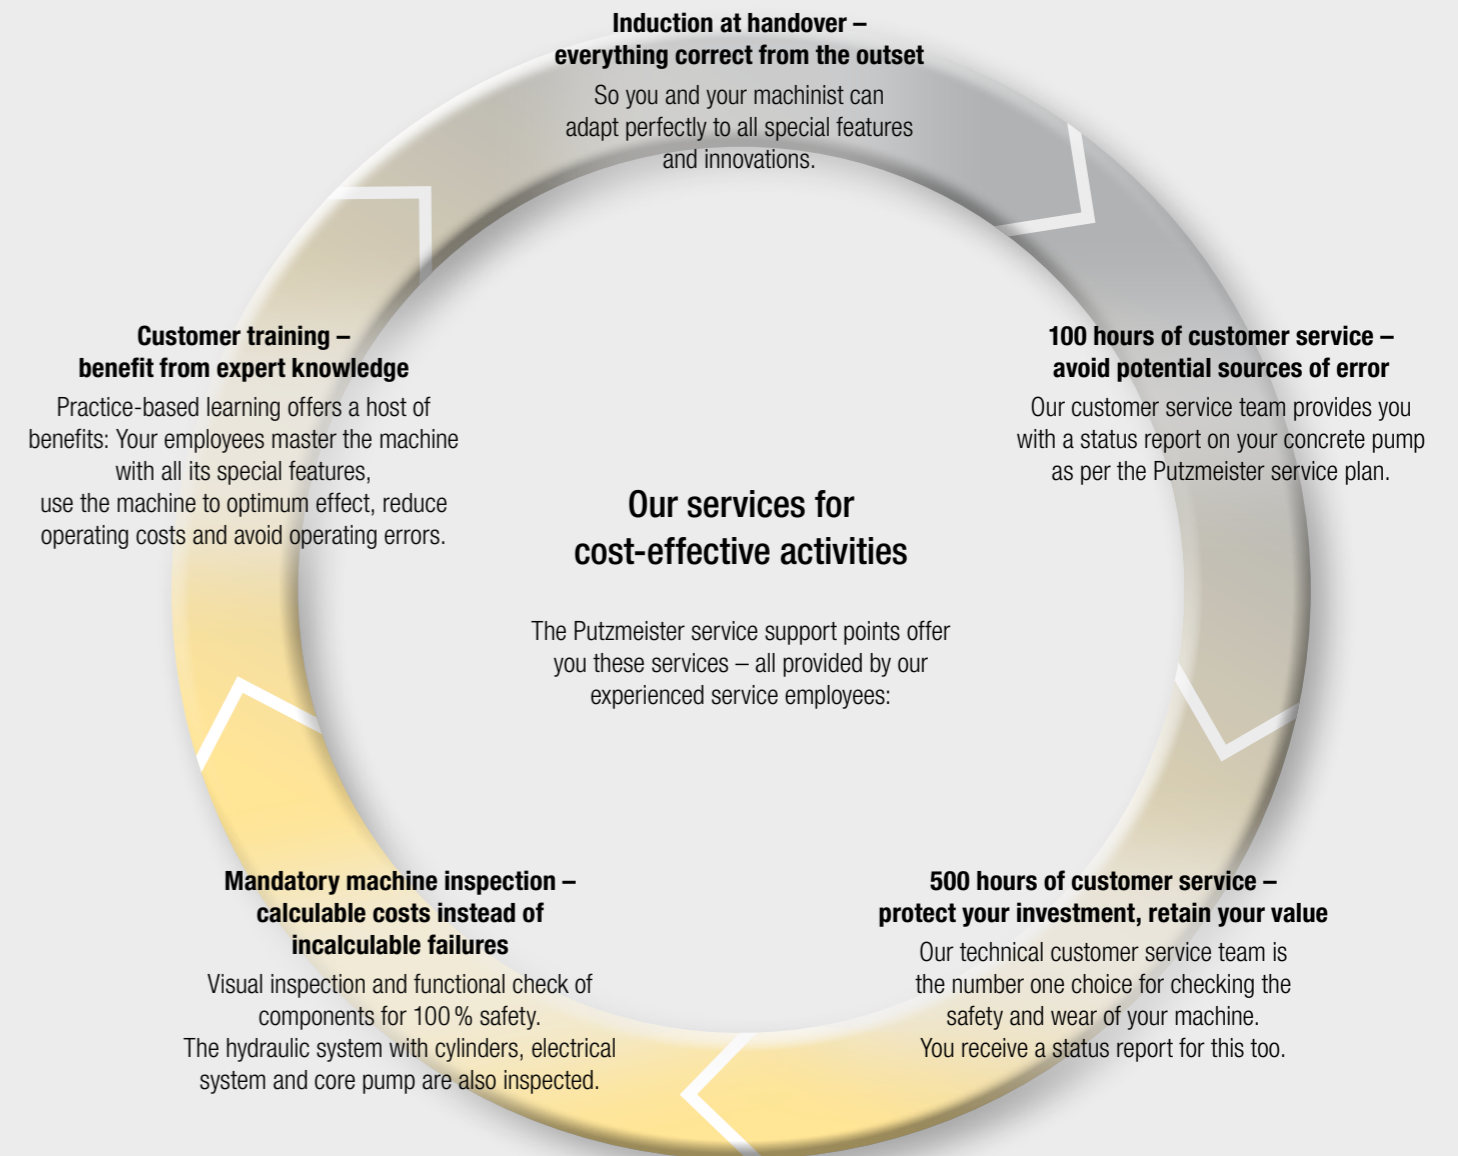 Induction at handover –
everything correct from the outset
So you and your machinist can
adapt perfectly to all special features
and innovations.
100 hours of customer service –
avoid potential sources of error
Our customer service team provides you
with a status report on your concrete pump
as per the Putzmeister service plan.
500 hours of customer service –
protect your investment, retain your value
Our technical customer service team is
the number one choice for checking the
safety and wear of your machine.
You receive a status report for this too.
Mandatory machine inspection –
calculable costs instead of
incalculable failures
Visual inspection and functional check of
components for 100 % safety.
The hydraulic system with cylinders, electrical
system and core pump are also inspected.
Customer training –
benefit from expert knowledge
Practice-based learning offers a host of
benefits: Your employees master the machine
with all its special features,
use the machine to optimum effect, reduce
operating costs and avoid operating errors.
Our services for
cost-effective activities
The Putzmeister service support points offer
you these services – all provided by our
experienced service employees: